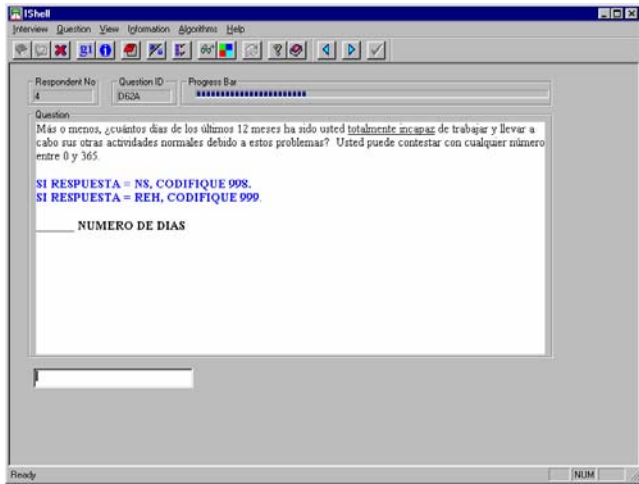 IShell
Interview Question View Information Algorithms Help
Respondent No
Question ID
Progress Bar
4
D62A
Question
Más o menos, ¿cuántos días de los últimos 12 meses ha sido usted totalmente incapaz de trabajar y llevar a
cabo sus otras actividades normales debido a estos problemas? Usted puede contestar con cualquier número
entre 0 y 365.
SI RESPUESTA = NS, CODIFIQUE 998.
SI RESPUESTA = REH, CODIFIQUE 999.
______ NUMERO DE DIAS
Ready
NUM